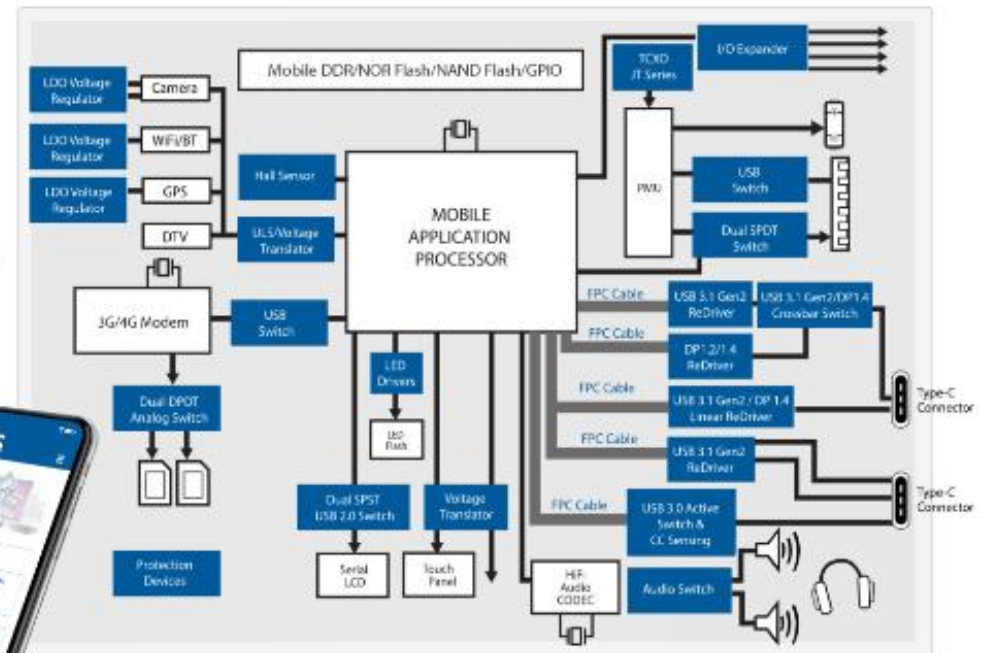 Mobile DDR/NOR Flash/NAND Flash/GPIO
TCXO
JT Series
I/O Expander
LDO Voltage
Regulator
Camera
LDO Voltage
Regulator
WiFi/BT
LDO Voltage
Regulator
GPS
DTV
Hall Sensor
ULS/Voltage
Translator
MOBILE
APPLICATION
PROCESSOR
PMU
USB
Switch
Dual SPDT
Switch
3G/4G Modem
USB
Switch
FPC Cable
USB 3.1 Gen2
ReDriver
USB 3.1 Gen2/DP1.4
Crossbar Switch
FPC Cable
DP1.2/1.4
ReDriver
LED
Drivers
LED
Flash
Dual DPDT
Analog Switch
FPC Cable
USB 3.1 Gen2 / DP 1.4
Linear ReDriver
Type-C
Connector
FPC Cable
USB 3.1 Gen2
ReDriver
Dual SPST
USB 2.0 Switch
Voltage
Translator
FPC Cable
USB 3.0 Active
Switch &
CC Sensing
Type-C
Connector
Protection
Devices
Serial
LCD
Touch
Panel
HiFi
Audio
CODEC
Audio Switch